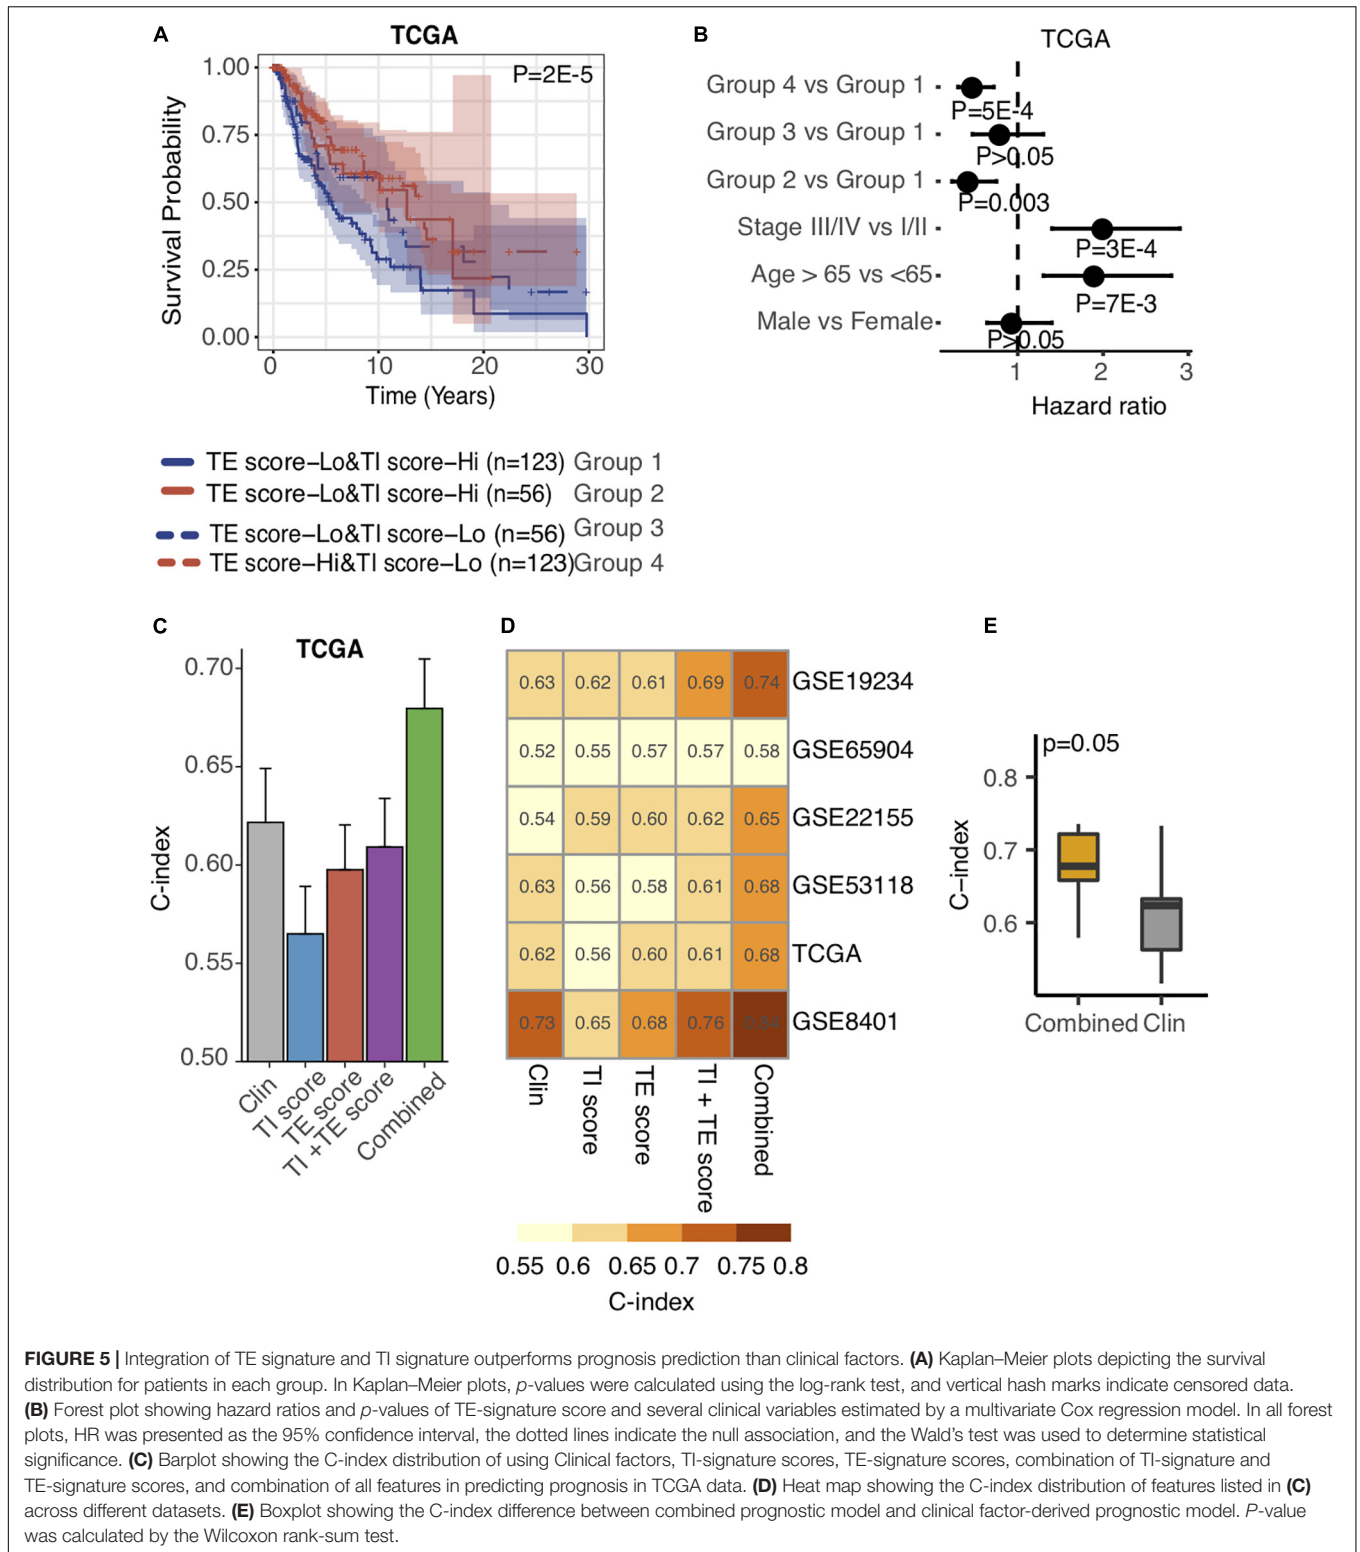 A
TCGA
P=2E-5
1.00
0.75
0.50
0.25
0.00
Survival Probability
0 10 20 30
Time (Years)
TE score–Lo&TI score–Hi (n=123) Group 1
TE score–Lo&TI score–Hi (n=56) Group 2
TE score–Lo&TI score–Lo (n=56) Group 3
TE score–Hi&TI score–Lo (n=123) Group 4
B
TCGA
Group 4 vs Group 1
P=5E-4
Group 3 vs Group 1
P>0.05
Group 2 vs Group 1
P=0.003
Stage III/IV vs I/II
P=3E-4
Age > 65 vs <65
P=7E-3
Male vs Female
P>0.05
1 2 3
Hazard ratio
C
TCGA
0.70
0.65
0.60
0.55
0.50
C-index
Clin
TI score
TE score
TI +TE score
Combined
D
0.63 0.62 0.61 0.69 0.74 GSE19234
0.52 0.55 0.57 0.57 0.58 GSE65904
0.54 0.59 0.60 0.62 0.65 GSE22155
0.63 0.56 0.58 0.61 0.68 GSE53118
0.62 0.56 0.60 0.61 0.68 TCGA
0.73 0.65 0.68 0.76 0.84 GSE8401
Clin
TI score
TE score
TI + TE score
Combined
0.55 0.6 0.65 0.7 0.75 0.8
C-index
E
p=0.05
0.8
0.7
0.6
C–index
Combined Clin
FIGURE 5 | Integration of TE signature and TI signature outperforms prognosis prediction than clinical factors. (A) Kaplan–Meier plots depicting the survival
distribution for patients in each group. In Kaplan–Meier plots, p-values were calculated using the log-rank test, and vertical hash marks indicate censored data.
(B) Forest plot showing hazard ratios and p-values of TE-signature score and several clinical variables estimated by a multivariate Cox regression model. In all forest
plots, HR was presented as the 95% confidence interval, the dotted lines indicate the null association, and the Wald's test was used to determine statistical
significance. (C) Barplot showing the C-index distribution of using Clinical factors, TI-signature scores, TE-signature scores, combination of TI-signature and
TE-signature scores, and combination of all features in predicting prognosis in TCGA data. (D) Heat map showing the C-index distribution of features listed in (C)
across different datasets. (E) Boxplot showing the C-index difference between combined prognostic model and clinical factor-derived prognostic model. P-value
was calculated by the Wilcoxon rank-sum test.